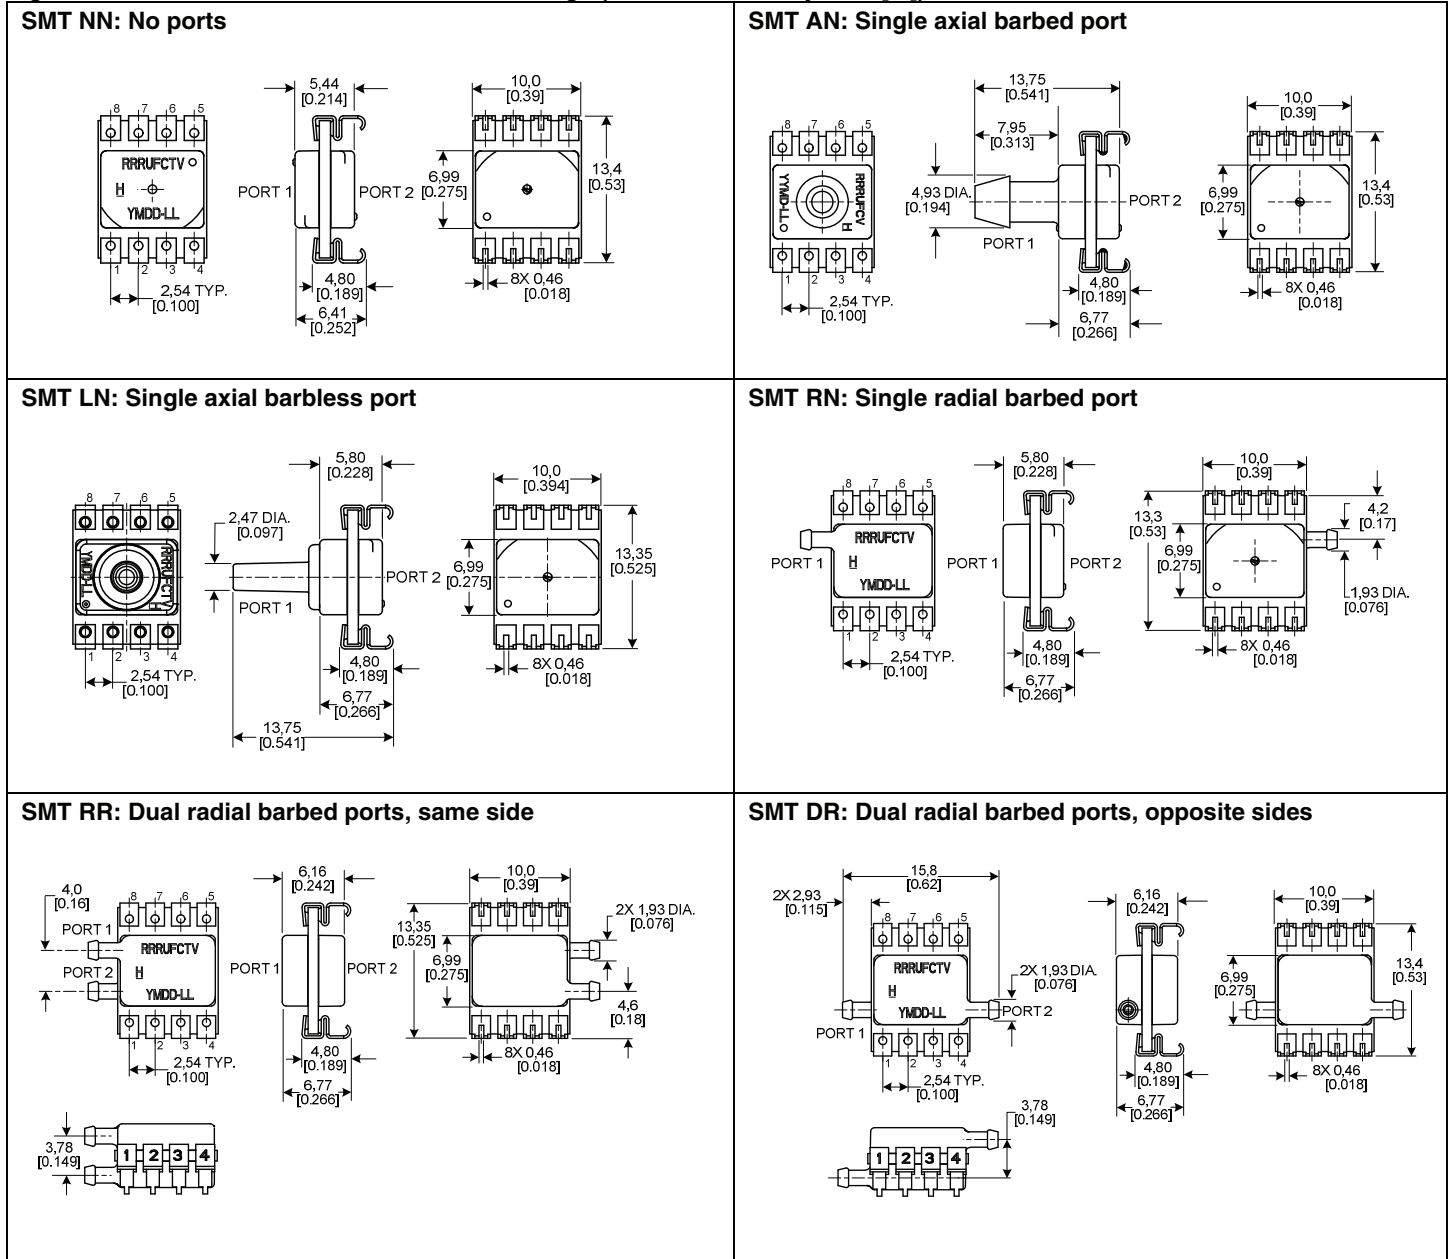 SMT NN: No ports
5,44
[0.214]
10,0
[0.39]
8 7 6 5
RRRUFCTV
H
YMDD-LL
PORT 1
PORT 2
6,99
[0.275]
13,4
[0.53]
1 2 3 4
2,54 TYP.
[0.100]
4,80
[0.189]
6,41
[0.252]
8X 0,46
[0.018]
SMT AN: Single axial barbed port
13,75
[0.541]
7,95
[0.313]
10,0
[0.39]
8 7 6 5
YYMD-LL
RRRUFCV
H
4,93 DIA.
[0.194]
PORT 1
PORT 2
6,99
[0.275]
13,4
[0.53]
1 2 3 4
2,54 TYP.
[0.100]
4,80
[0.189]
6,77
[0.266]
8X 0,46
[0.018]
SMT LN: Single axial barbless port
5,80
[0.228]
10,0
[0.394]
8 7 6 5
2,47 DIA.
[0.097]
YMDD-LL
RRRUFCTV
H
PORT 1
PORT 2
6,99
[0.275]
13,35
[0.525]
1 2 3 4
2,54 TYP.
[0.100]
4,80
[0.189]
6,77
[0.266]
13,75
[0.541]
8X 0,46
[0.018]
SMT RN: Single radial barbed port
5,80
[0.228]
10,0
[0.39]
8 7 6 5
RRRUFCTV
H
YMDD-LL
PORT 1
PORT 1
PORT 2
13,3
[0.53]
6,99
[0.275]
4,2
[0.17]
1,93 DIA.
[0.076]
1 2 3 4
2,54 TYP.
[0.100]
4,80
[0.189]
6,77
[0.266]
8X 0,46
[0.018]
SMT RR: Dual radial barbed ports, same side
4,0
[0.16]
6,16
[0.242]
10,0
[0.39]
8 7 6 5
PORT 1
PORT 2
RRRUFCTV
H
YMDD-LL
PORT 1
PORT 2
13,35
[0.525]
6,99
[0.275]
2X 1,93 DIA.
[0.076]
4,6
[0.18]
1 2 3 4
2,54 TYP.
[0.100]
4,80
[0.189]
6,77
[0.266]
8X 0,46
[0.018]
3,78
[0.149]
1 2 3 4
SMT DR: Dual radial barbed ports, opposite sides
15,8
[0.62]
2X 2,93
[0.115]
6,16
[0.242]
10,0
[0.39]
8 7 6 5
RRRUFCTV
H
YMDD-LL
2X 1,93 DIA.
[0.076]
PORT 1
PORT 2
6,99
[0.275]
13,4
[0.53]
1 2 3 4
2,54 TYP.
[0.100]
4,80
[0.189]
6,77
[0.266]
8X 0,46
[0.018]
3,78
[0.149]
1 2 3 4